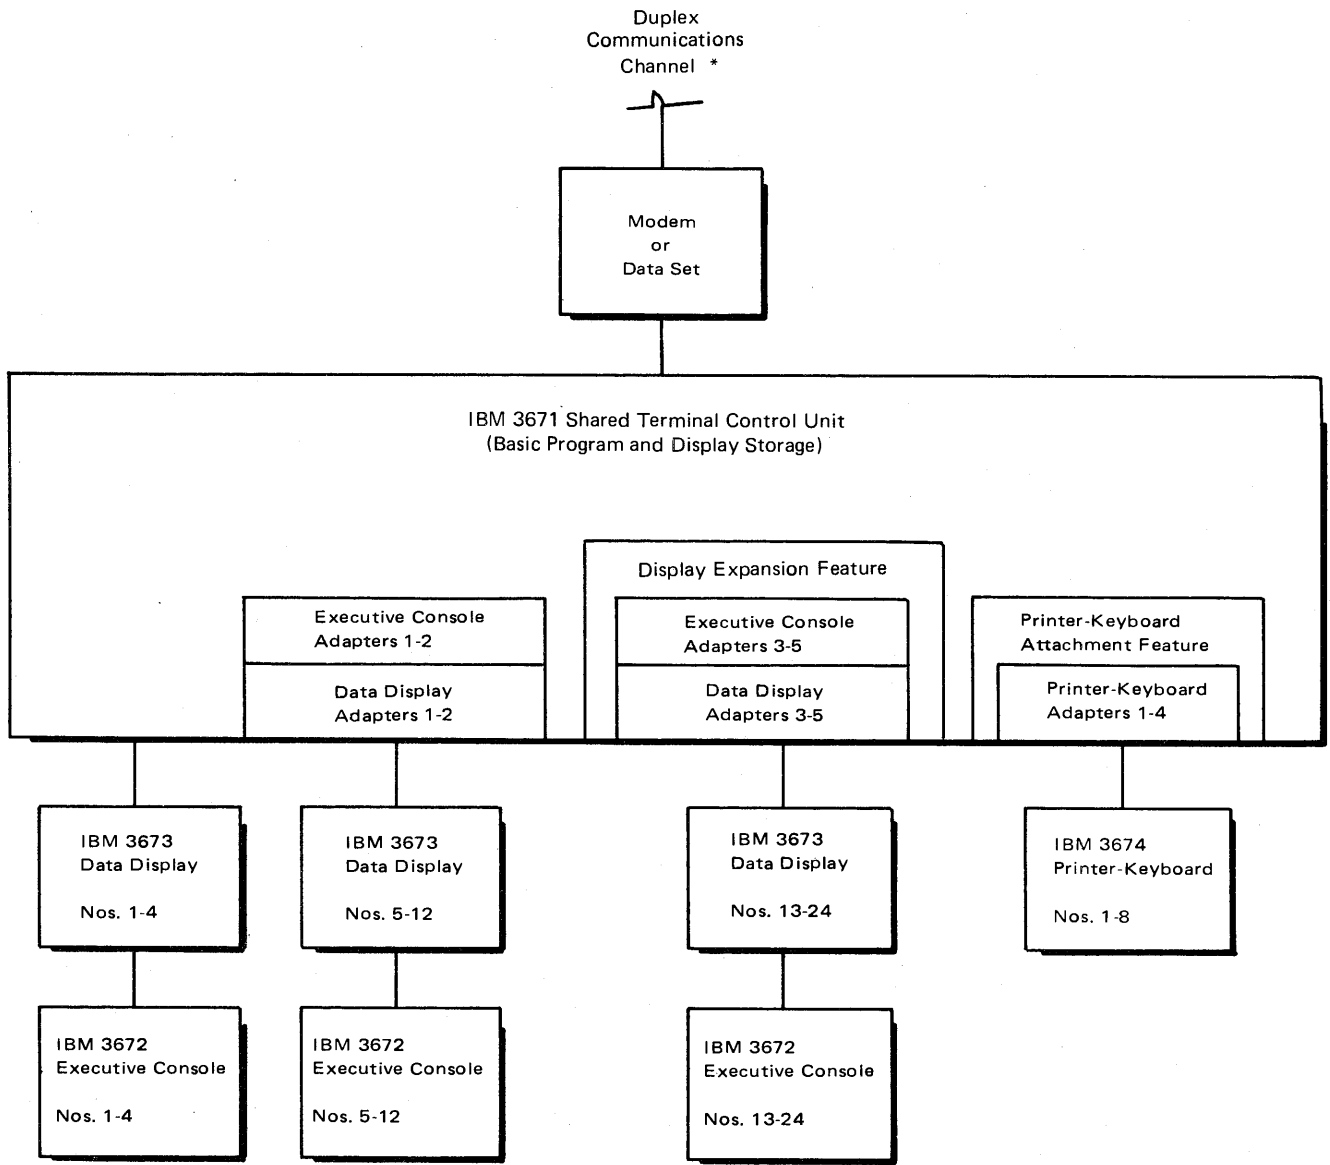 Duplex
Communications
Channel *
Modem
or
Data Set
IBM 3671 Shared Terminal Control Unit
(Basic Program and Display Storage)
Display Expansion Feature
Executive Console
Adapters 1-2
Data Display
Adapters 1-2
Executive Console
Adapters 3-5
Data Display
Adapters 3-5
Printer-Keyboard
Attachment Feature
Printer-Keyboard
Adapters 1-4
IBM 3673
Data Display
Nos. 1-4
IBM 3673
Data Display
Nos. 5-12
IBM 3673
Data Display
Nos. 13-24
IBM 3674
Printer-Keyboard
Nos. 1-8
IBM 3672
Executive Console
Nos. 1-4
IBM 3672
Executive Console
Nos. 5-12
IBM 3672
Executive Console
Nos. 13-24